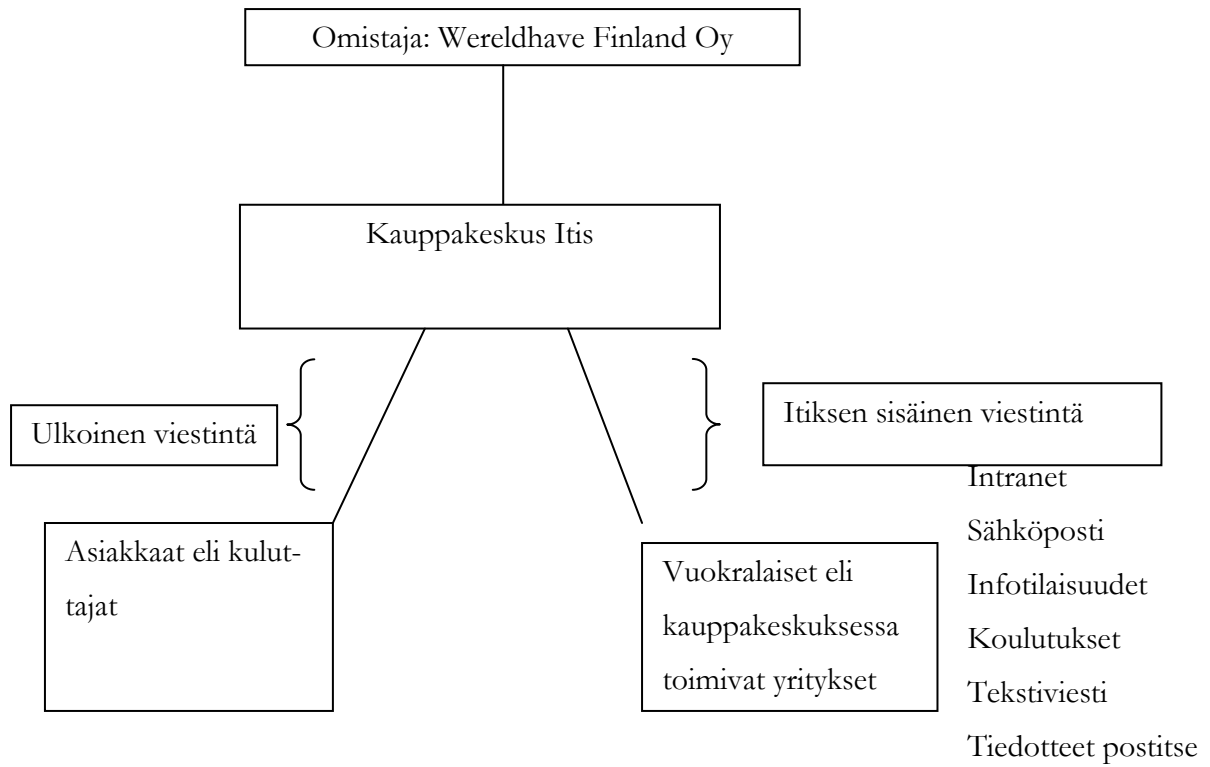 Omistaja: Wereldhave Finland Oy
Kauppakeskus Itis
Ulkoinen viestintä
Itiksen sisäinen viestintä
Intranet
Sähköposti
Infotilaisuudet
Koulutukset
Tekstiviesti
Tiedotteet postitse
Asiakkaat eli kulut-
tajat
Vuokralaiset eli
kauppakeskuksessa
toimivat yritykset